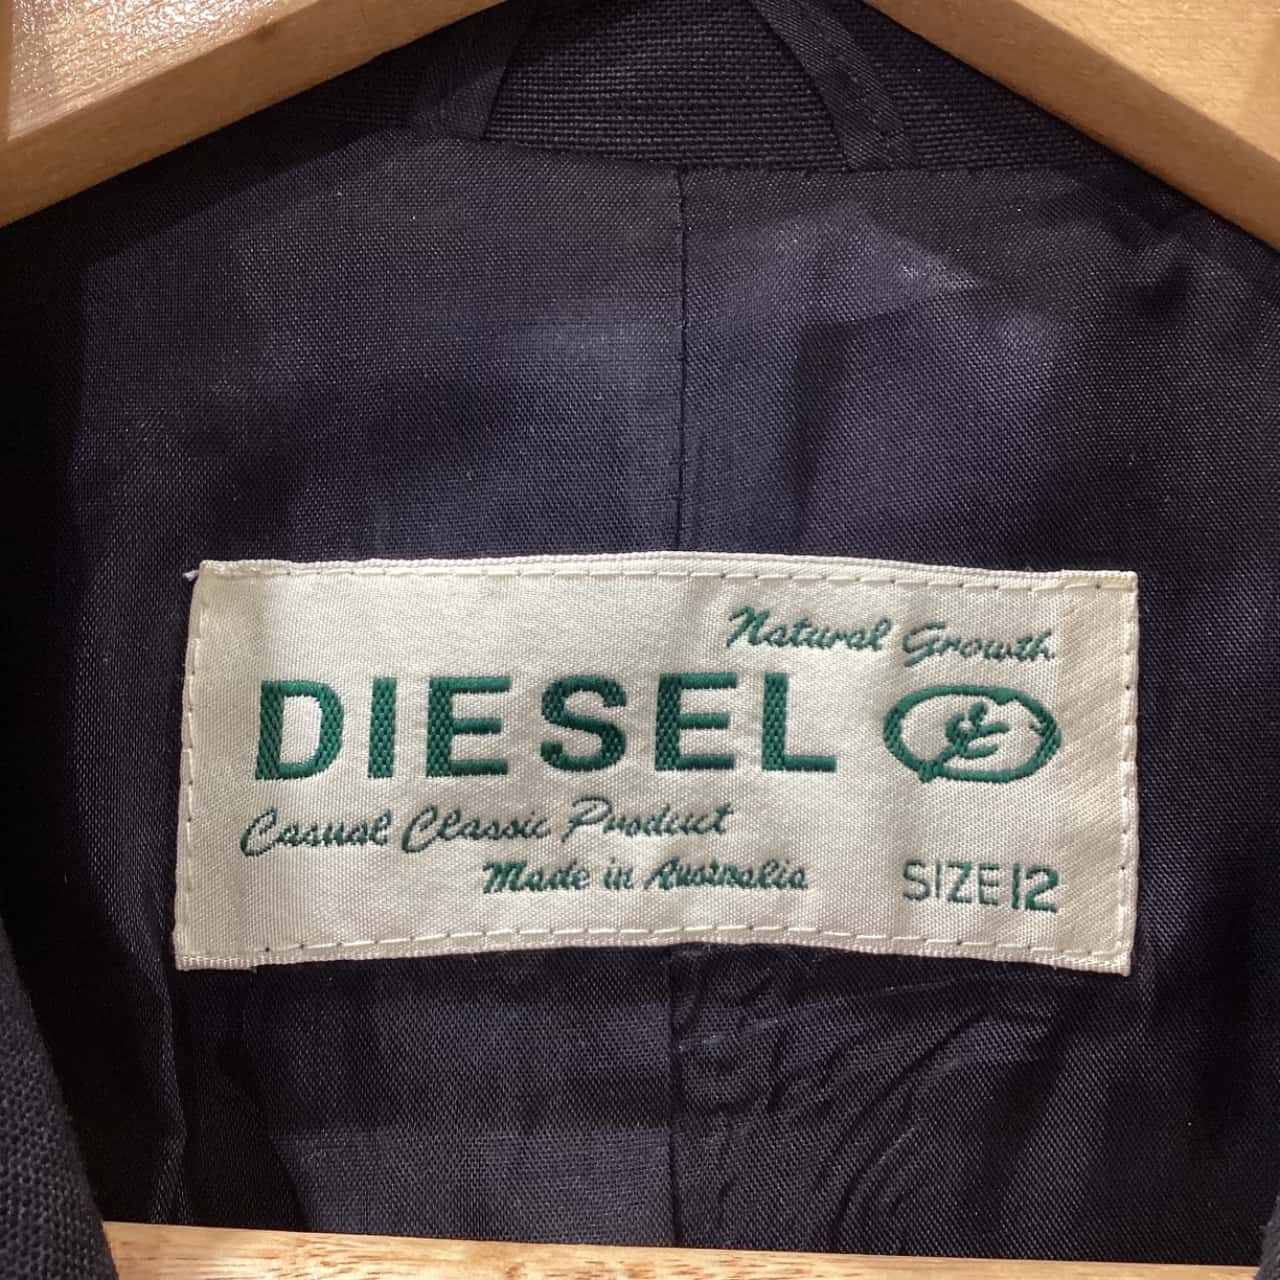 Natural Growth
DIESEL
Casual Classic Product
Made in Australia
SIZE 12